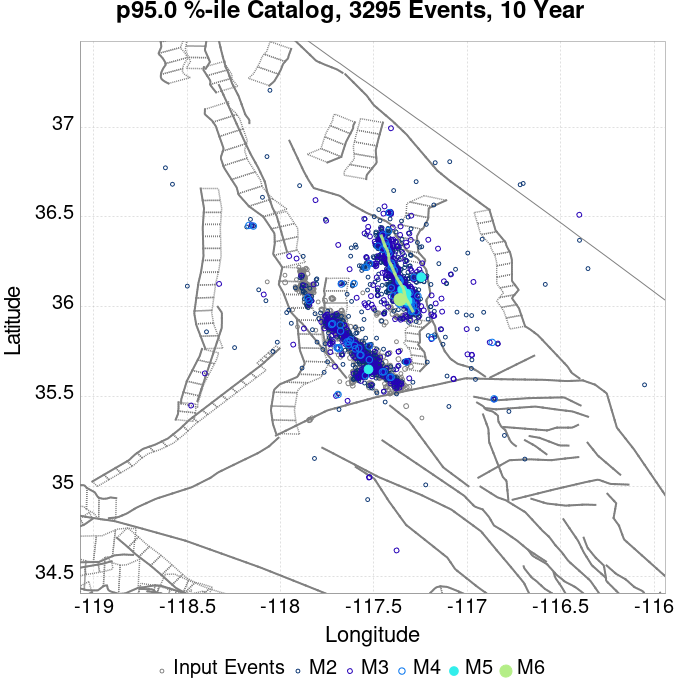 p95.0 %-ile Catalog, 3295 Events, 10 Year
37
36.5
36
35.5
35
34.5
Latitude
-119 -118.5 -118 -117.5 -117 -116.5 -116
Longitude
Input Events M2 M3 M4 M5 M6